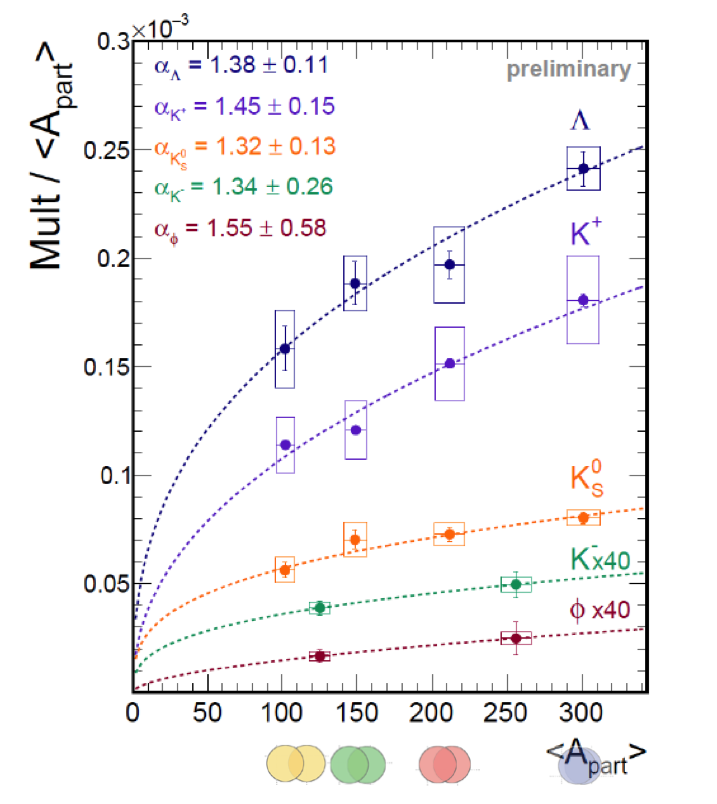 0.3 ×10⁻³
α_Λ = 1.38 ± 0.11
preliminary
α_K⁺ = 1.45 ± 0.15
Λ
α_K⁰_S = 1.32 ± 0.13
0.25
α_K⁻ = 1.34 ± 0.26
α_ϕ = 1.55 ± 0.58
K⁺
Mult / <A_part>
0.2
0.15
0.1
K⁰_S
K⁻x40
0.05
ϕ x40
0 50 100 150 200 250 300
<A_part>